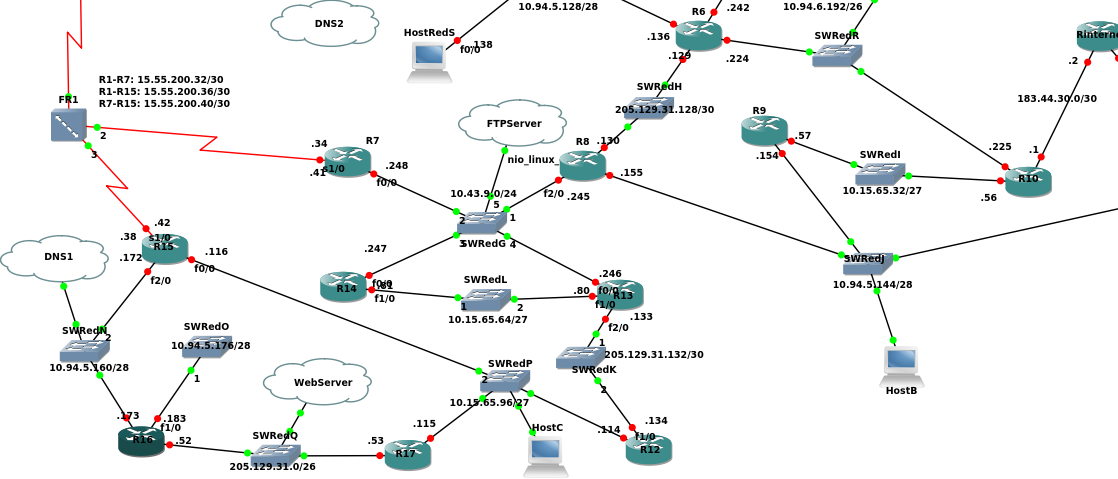 10.94.5.128/28
R6
.242
10.94.6.192/26
DNS2
HostRedS
.138
f0/0
.136
SWRedR
Rinterne
.129
.224
.2
R1-R7: 15.55.200.32/30
R1-R15: 15.55.200.36/30
R7-R15: 15.55.200.40/30
FR1
SWRedH
205.129.31.128/30
183.44.30.0/30
R9
FTPServer
2
3
.34
R7
.41
s1/0
.248
f0/0
R8
.130
nio_linux_
.57
.154
SWRedI
10.15.65.32/27
.225
.1
R10
.56
10.43.9.0/24
5
1
2
f2/0
.245
.155
.42
.38
s1/0
R15
.116
f0/0
.172
f2/0
DNS1
3
SWRedG
4
.247
R14
f0/0
.81
f1/0
SWRedL
1
2
10.15.65.64/27
.246
.80
f0/0
R13
f1/0
.133
f2/0
SWRedJ
10.94.5.144/28
SWRedN
2
10.94.5.160/28
SWRedO
10.94.5.176/28
1
1
205.129.31.132/30
SWRedK
2
SWRedP
2
10.15.65.96/27
WebServer
HostB
.173
.183
f1/0
R16
.52
SWRedQ
205.129.31.0/26
.53
.115
R17
HostC
.114
.134
f1/0
R12